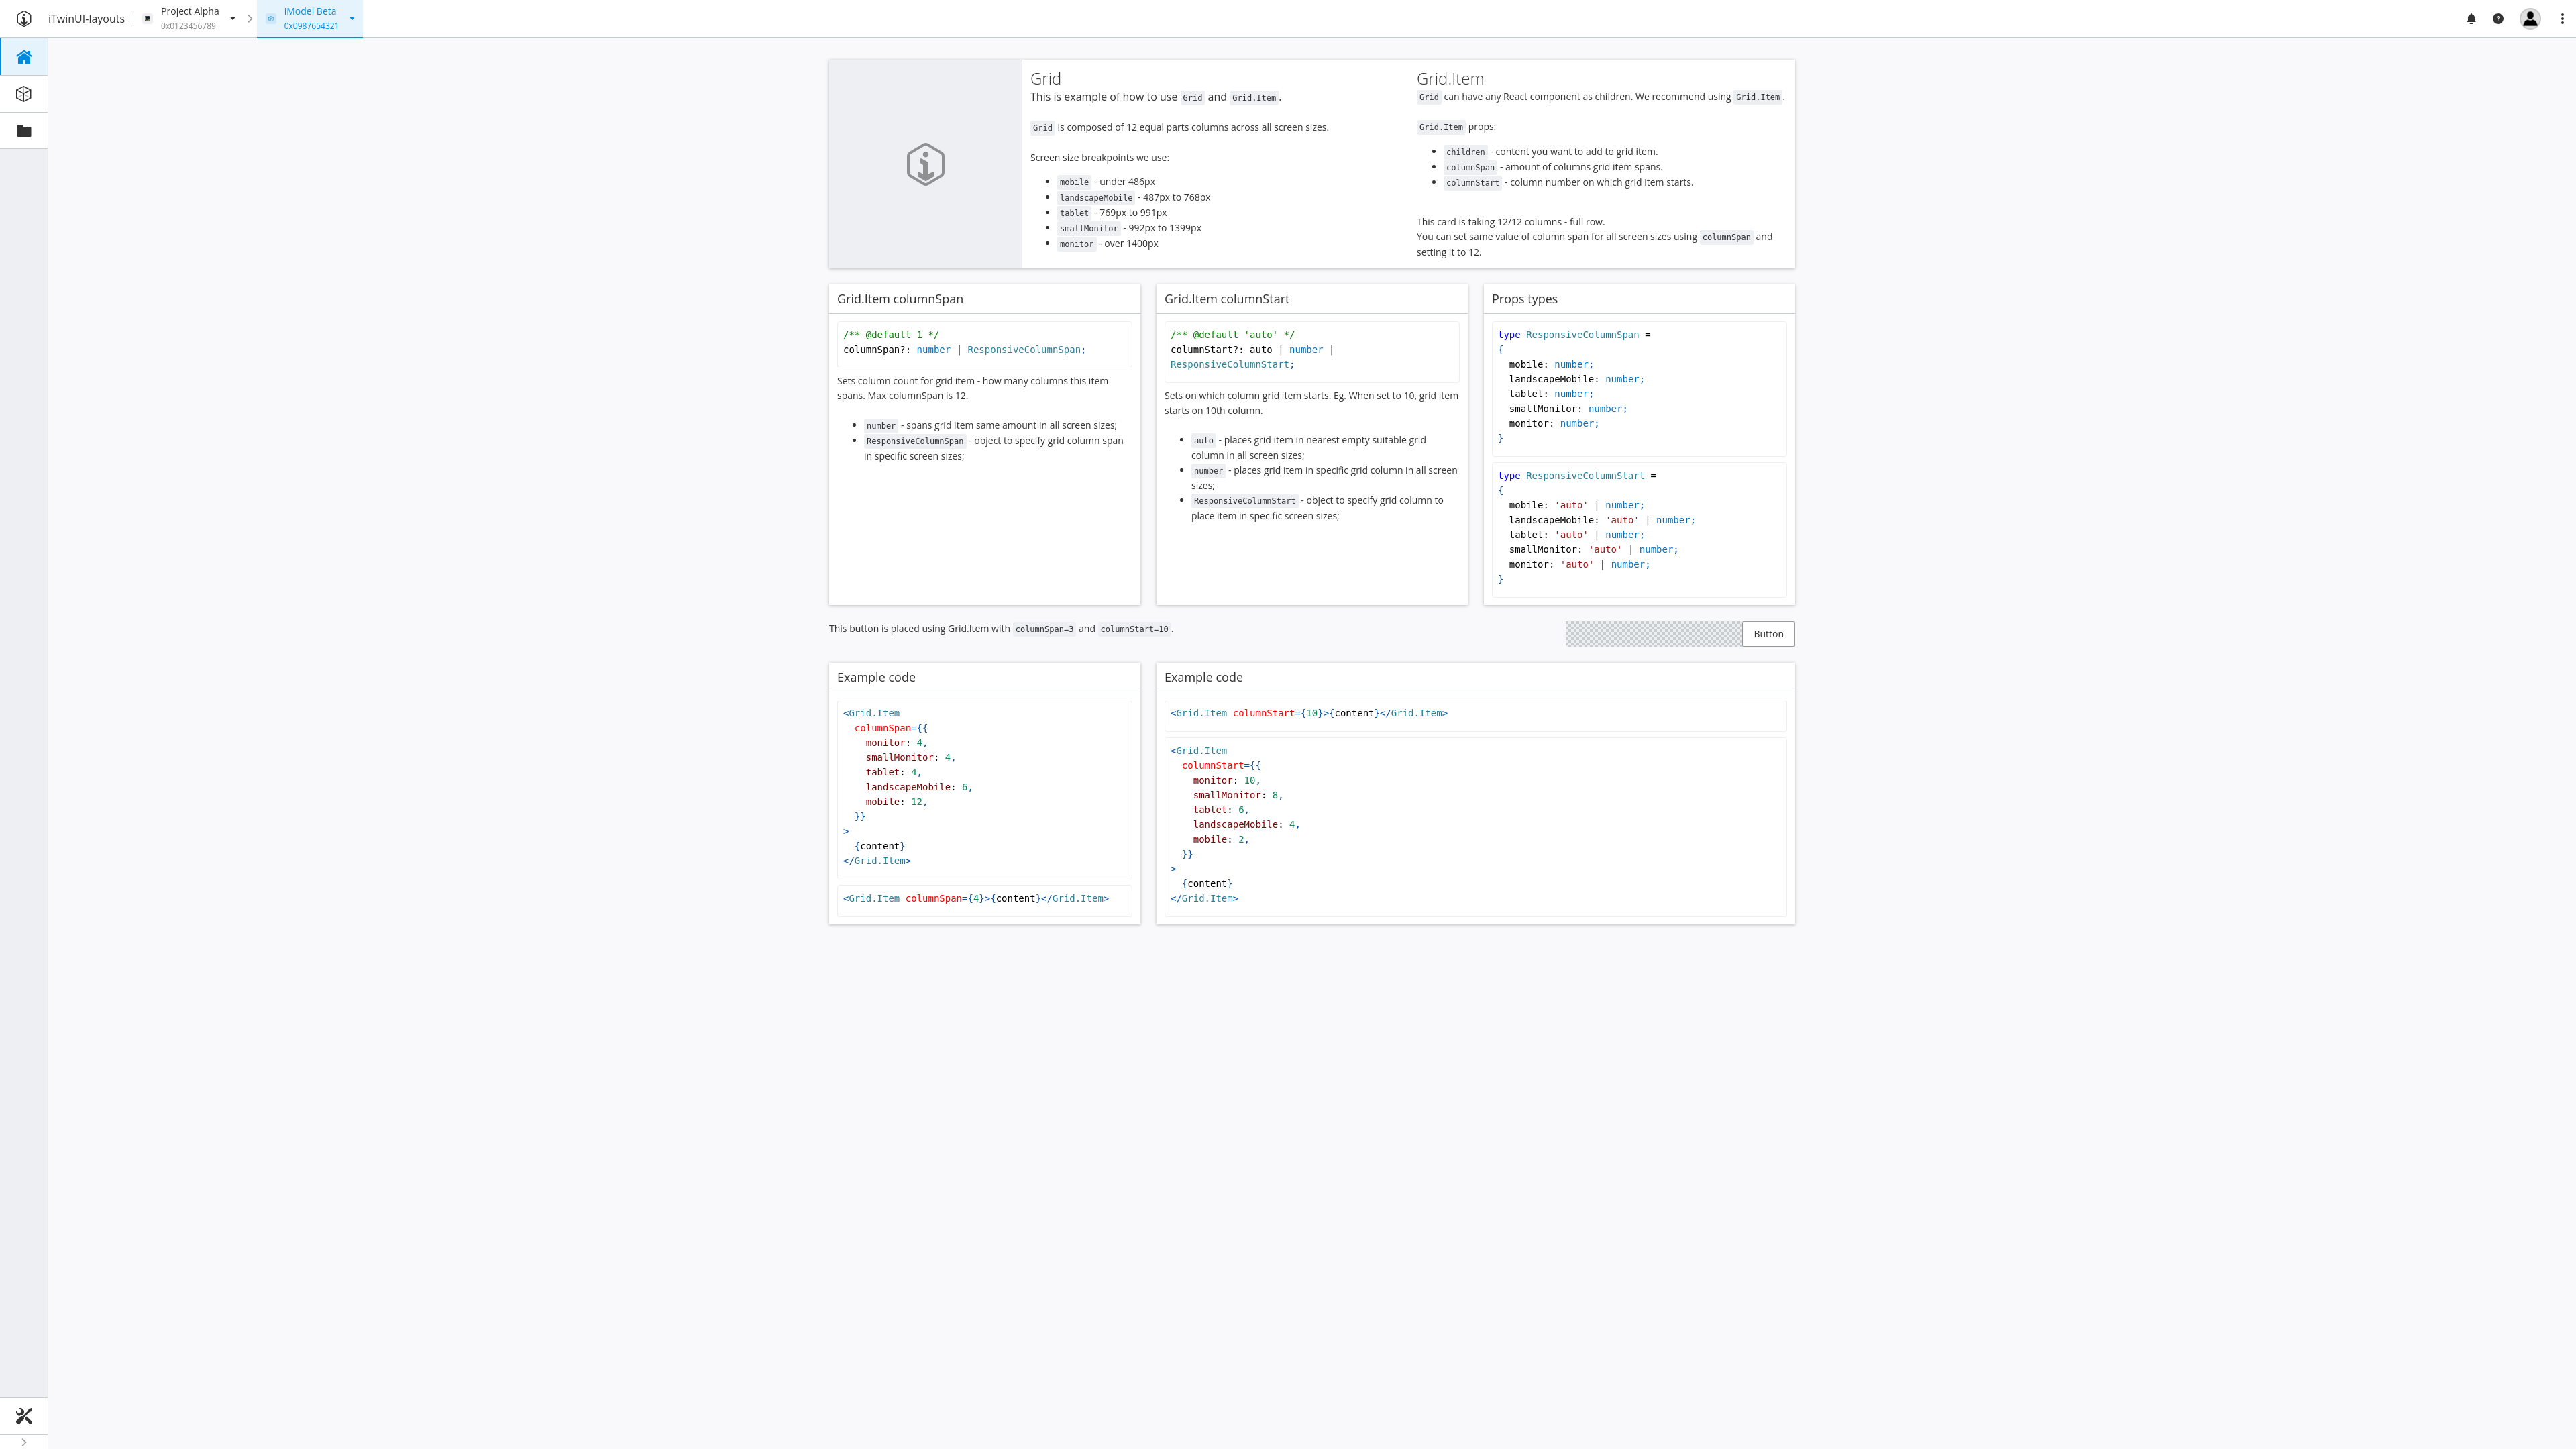 iTwinUI-layouts
Project Alpha
0x0123456789
iModel Beta
0x0987654321
Grid
This is example of how to use Grid and Grid.Item.
Grid is composed of 12 equal parts columns across all screen sizes.
Screen size breakpoints we use:
• mobile - under 486px
• landscapeMobile - 487px to 768px
• tablet - 769px to 991px
• smallMonitor - 992px to 1399px
• monitor - over 1400px
Grid.Item
Grid can have any React component as children. We recommend using Grid.Item.
Grid.Item props:
• children - content you want to add to grid item.
• columnSpan - amount of columns grid item spans.
• columnStart - column number on which grid item starts.
This card is taking 12/12 columns - full row.
You can set same value of column span for all screen sizes using columnSpan and
setting it to 12.
Grid.Item columnSpan
/** @default 1 */
columnSpan?: number | ResponsiveColumnSpan;
Sets column count for grid item - how many columns this item
spans. Max columnSpan is 12.
• number - spans grid item same amount in all screen sizes;
• ResponsiveColumnSpan - object to specify grid column span
in specific screen sizes;
Grid.Item columnStart
/** @default 'auto' */
columnStart?: auto | number |
ResponsiveColumnStart;
Sets on which column grid item starts. Eg. When set to 10, grid item
starts on 10th column.
• auto - places grid item in nearest empty suitable grid
column in all screen sizes;
• number - places grid item in specific grid column in all screen
sizes;
• ResponsiveColumnStart - object to specify grid column to
place item in specific screen sizes;
Props types
type ResponsiveColumnSpan =
{
mobile: number;
landscapeMobile: number;
tablet: number;
smallMonitor: number;
monitor: number;
}
type ResponsiveColumnStart =
{
mobile: 'auto' | number;
landscapeMobile: 'auto' | number;
tablet: 'auto' | number;
smallMonitor: 'auto' | number;
monitor: 'auto' | number;
}
This button is placed using Grid.Item with columnSpan=3 and columnStart=10.
Button
Example code
<Grid.Item
columnSpan={{
monitor: 4,
smallMonitor: 4,
tablet: 4,
landscapeMobile: 6,
mobile: 12,
}}
>
{content}
</Grid.Item>
<Grid.Item columnSpan={4}>{content}</Grid.Item>
Example code
<Grid.Item columnStart={10}>{content}</Grid.Item>
<Grid.Item
columnStart={{
monitor: 10,
smallMonitor: 8,
tablet: 6,
landscapeMobile: 4,
mobile: 2,
}}
>
{content}
</Grid.Item>